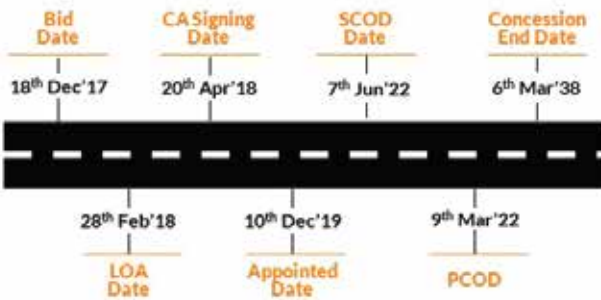 Bid
Date
18th Dec'17
CA Signing
Date
20th Apr'18
SCOD
Date
7th Jun'22
Concession
End Date
6th Mar'38
28th Feb'18
LOA
Date
10th Dec'19
Appointed
Date
9th Mar'22
PCOD